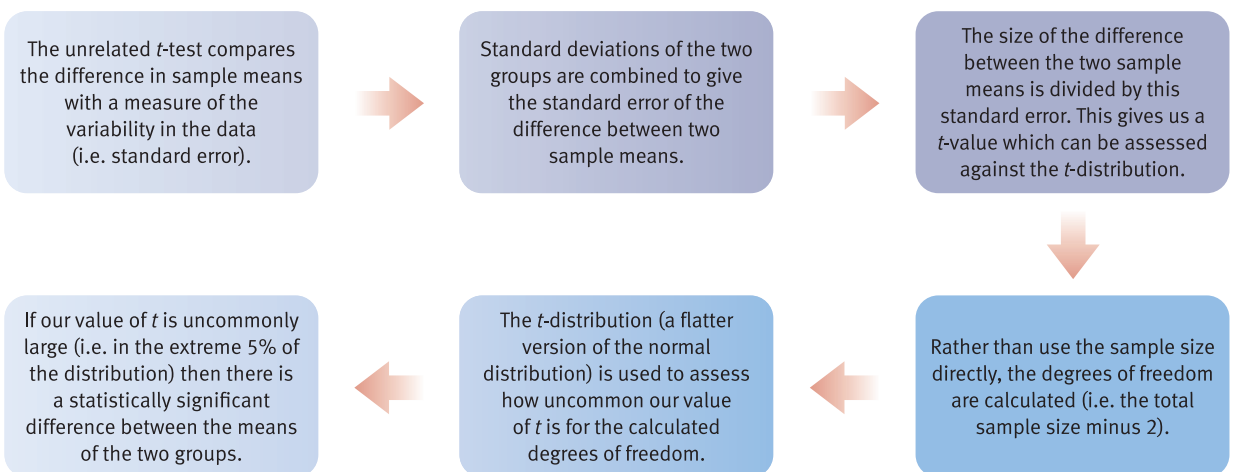 The unrelated t-test compares
the difference in sample means
with a measure of the
variability in the data
(i.e. standard error).
Standard deviations of the two
groups are combined to give
the standard error of the
difference between two
sample means.
The size of the difference
between the two sample
means is divided by this
standard error. This gives us a
t-value which can be assessed
against the t-distribution.
Rather than use the sample size
directly, the degrees of freedom
are calculated (i.e. the total
sample size minus 2).
The t-distribution (a flatter
version of the normal
distribution) is used to assess
how uncommon our value
of t is for the calculated
degrees of freedom.
If our value of t is uncommonly
large (i.e. in the extreme 5% of
the distribution) then there is
a statistically significant
difference between the means
of the two groups.